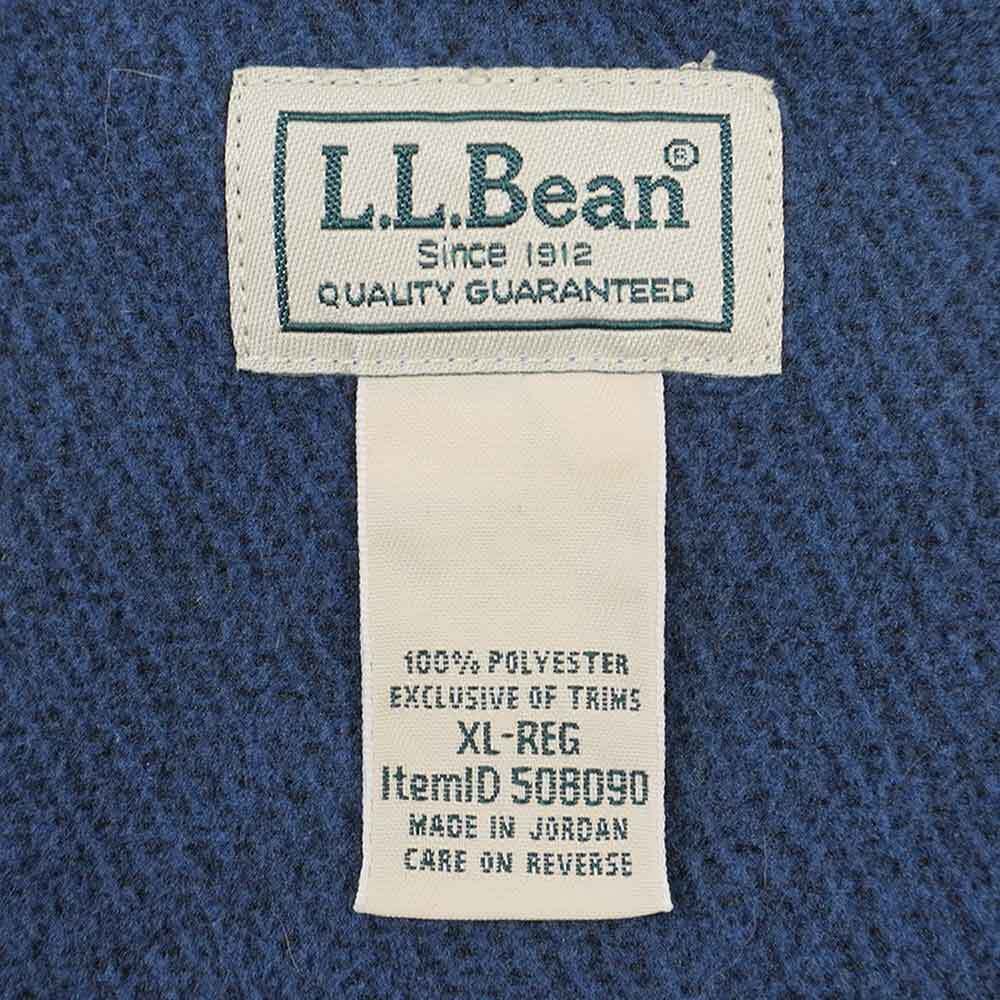 L.L.Bean®
Since 1912
QUALITY GUARANTEED
100% POLYESTER
EXCLUSIVE OF TRIMS
XL-REG
ItemID 508090
MADE IN JORDAN
CARE ON REVERSE